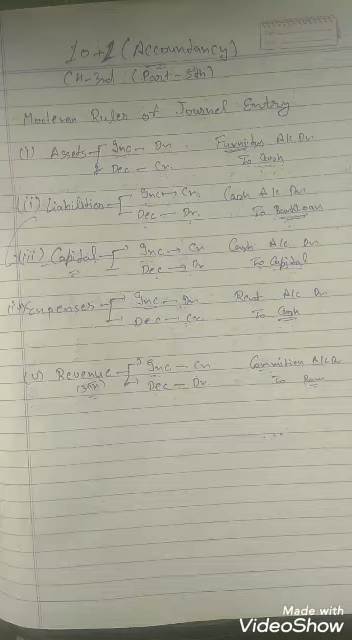 10+1 (Accountancy)
CH-3rd (Part-5th)
Modern Rules of Journal Entry
(i) Assets Inc - Dr. Furniture A/C Dr.
Dec - Cr. To Cash
(ii) Liabilities Inc → Cr. Cash A/C Dr
Dec - Dr. To Bank Loan
(iii) Capital Inc → Cr Cash A/C Dr
Dec → Dr To Capital
(iv) Expenses Inc - Dr. Rent A/C Dr
Dec - Cr. To Cash
(v) Revenue Inc - Cr Commission A/C Dr
Dec - Dr. To
Made with
VideoShow